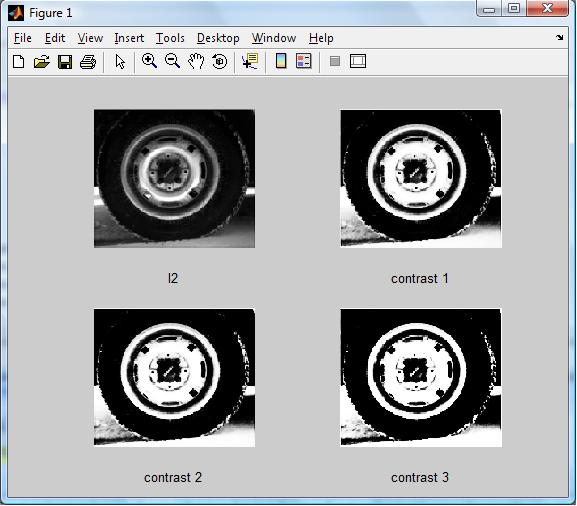 Figure 1
File Edit View Insert Tools Desktop Window Help
I2
contrast 1
contrast 2
contrast 3